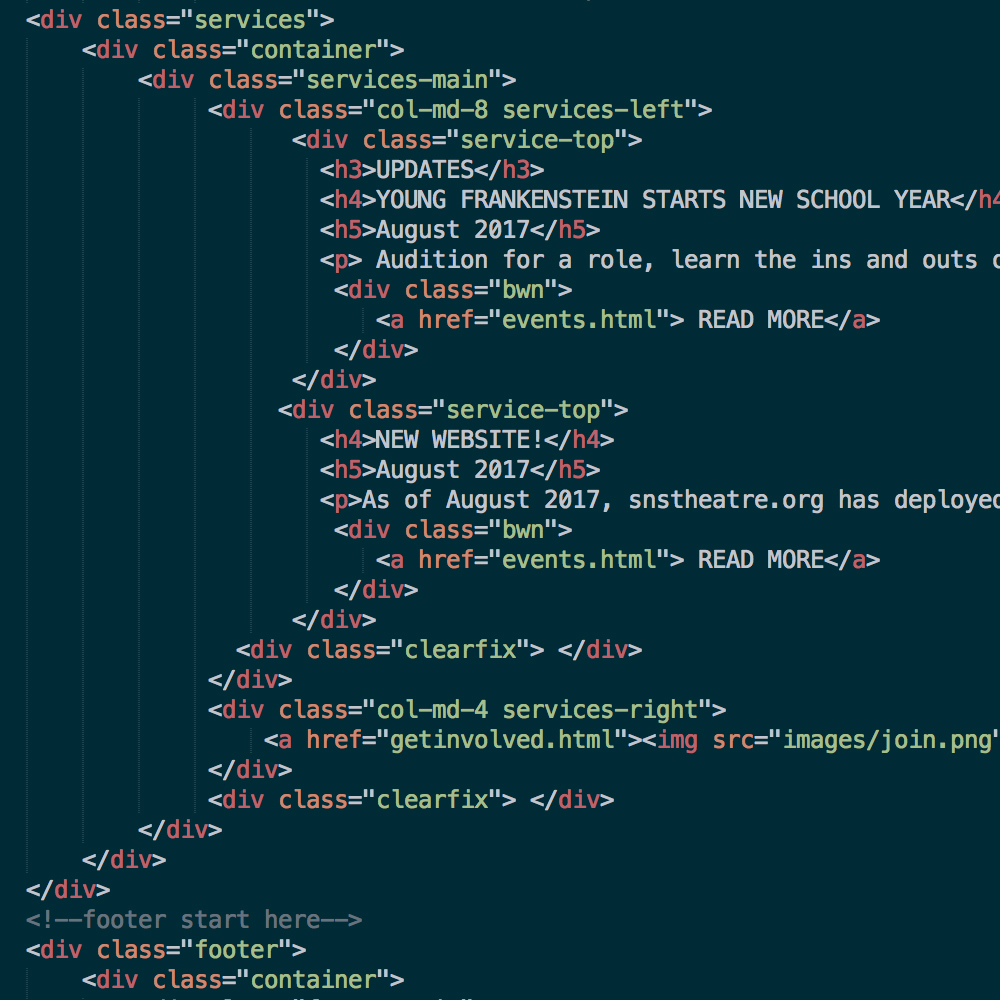 <div class="services">
<div class="container">
<div class="services-main">
<div class="col-md-8 services-left">
<div class="service-top">
<h3>UPDATES</h3>
<h4>YOUNG FRANKENSTEIN STARTS NEW SCHOOL YEAR</h4
<h5>August 2017</h5>
<p> Audition for a role, learn the ins and outs
<div class="bwn">
<a href="events.html"> READ MORE</a>
</div>
</div>
<div class="service-top">
<h4>NEW WEBSITE!</h4>
<h5>August 2017</h5>
<p>As of August 2017, snstheatre.org has deployed
<div class="bwn">
<a href="events.html"> READ MORE</a>
</div>
</div>
<div class="clearfix"> </div>
</div>
<div class="col-md-4 services-right">
<a href="getinvolved.html"><img src="images/join.png"
</div>
<div class="clearfix"> </div>
</div>
</div>
</div>
<!--footer start here-->
<div class="footer">
<div class="container">